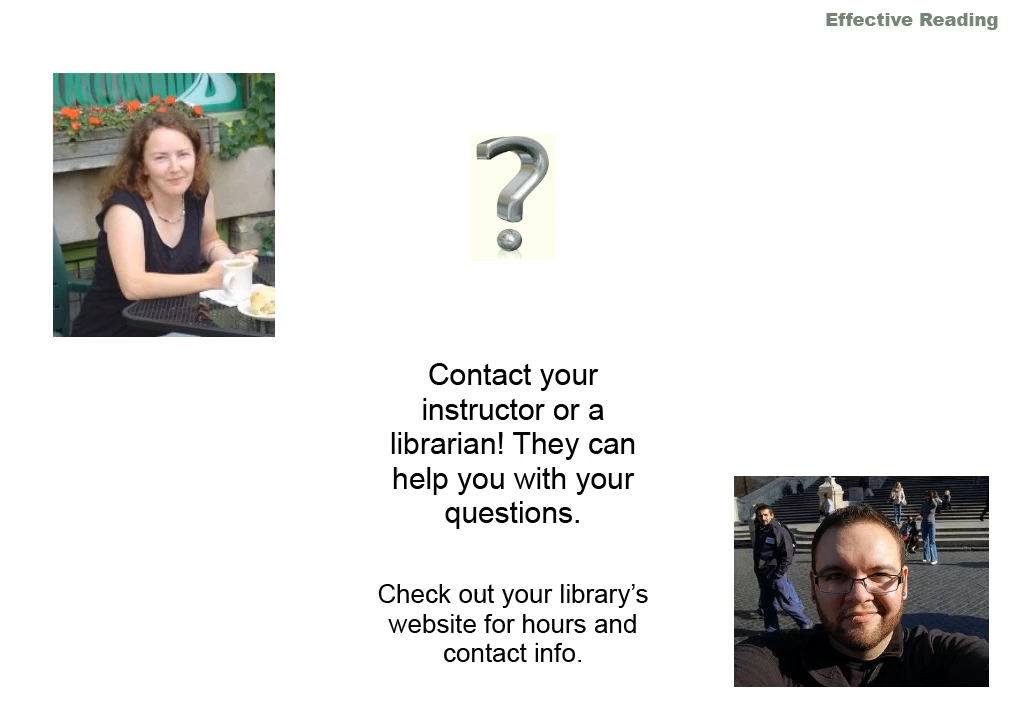 Effective Reading
Contact your
instructor or a
librarian! They can
help you with your
questions.
Check out your library’s
website for hours and
contact info.